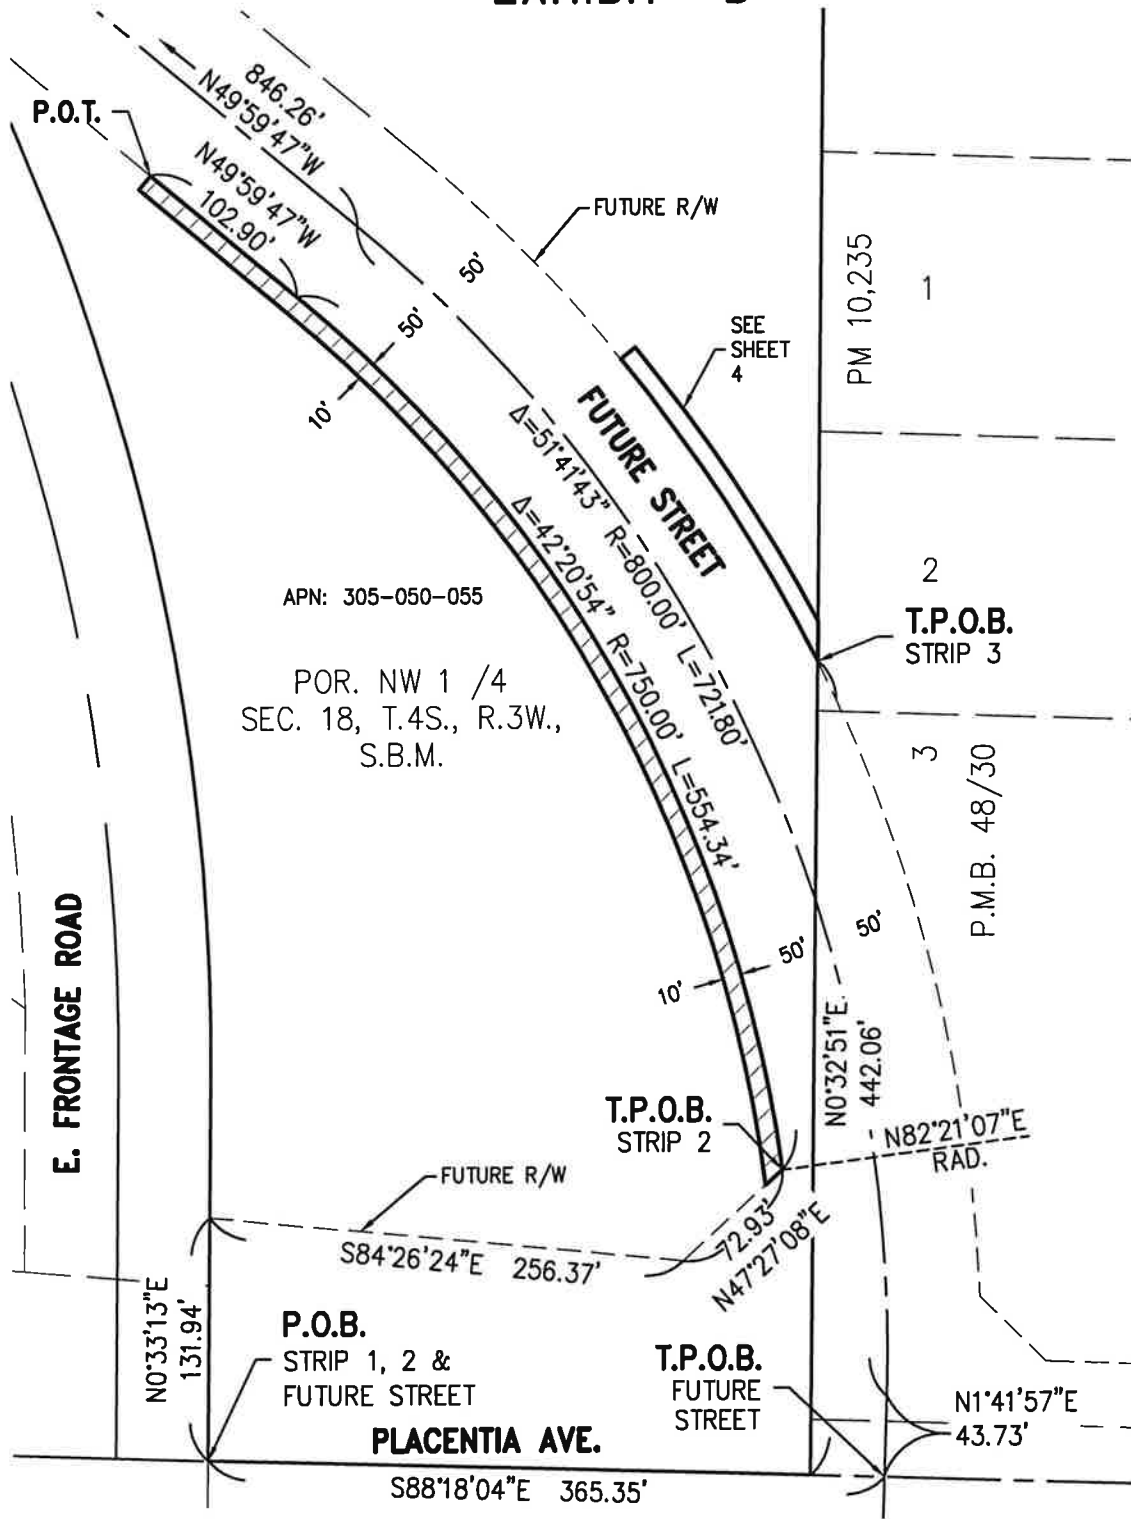 P.O.T.
846.26'
N49°59'47"W
N49°59'47"W
102.90'
FUTURE R/W
50'
50'
10'
SEE
SHEET
4
PM 10,235
1
FUTURE STREET
Δ=51°41'43" R=800.00' L=721.80'
Δ=42°20'54" R=750.00' L=554.34'
APN: 305-050-055
POR. NW 1 /4
SEC. 18, T.4S., R.3W.,
S.B.M.
2
T.P.O.B.
STRIP 3
3
P.M.B. 48/30
E. FRONTAGE ROAD
50'
50'
10'
N0°32'51"E
442.06'
T.P.O.B.
STRIP 2
N82°21'07"E
RAD.
FUTURE R/W
S84°26'24"E 256.37'
72.93'
N47°27'08"E
N0°33'13"E
131.94'
P.O.B.
STRIP 1, 2 &
FUTURE STREET
T.P.O.B.
FUTURE
STREET
N1°41'57"E
43.73'
PLACENTIA AVE.
S88°18'04"E 365.35'